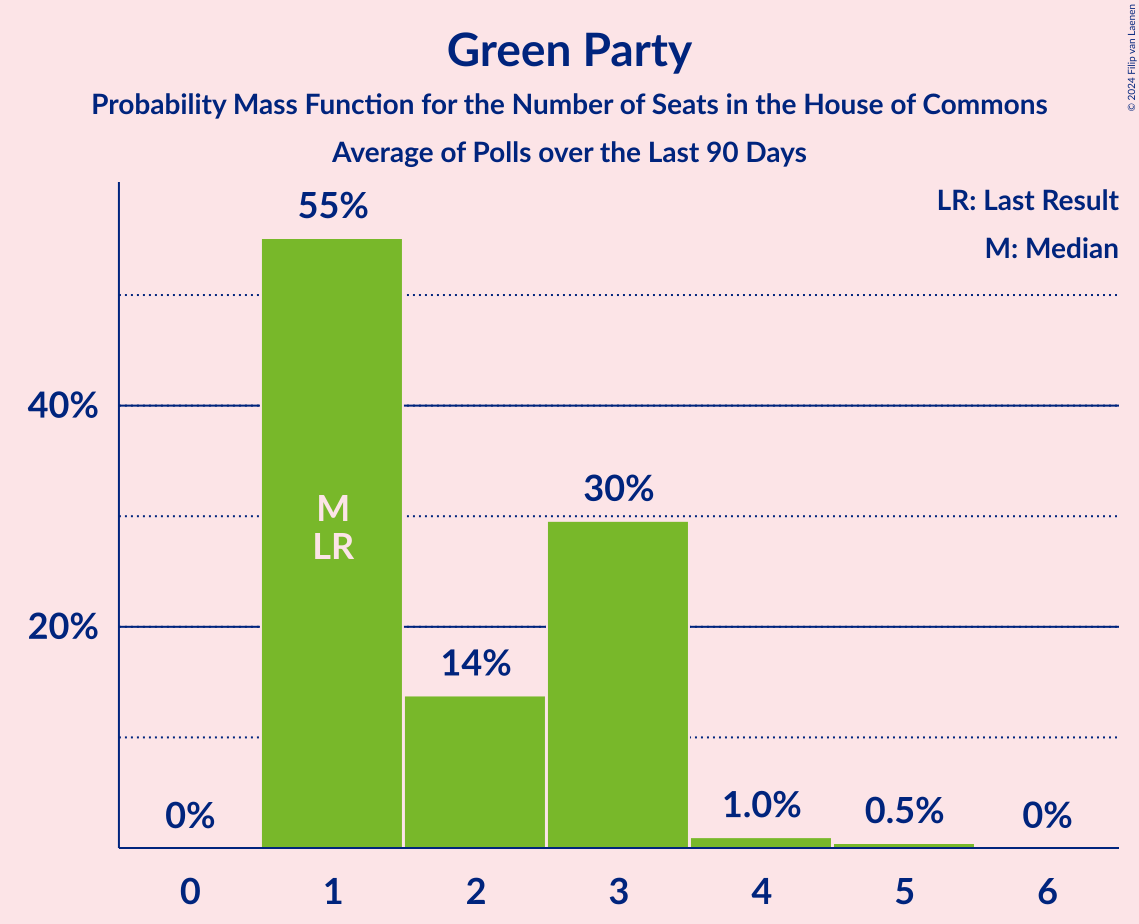 Green Party
Probability Mass Function for the Number of Seats in the House of Commons
Average of Polls over the Last 90 Days
© 2024 Filip van Laenen
LR: Last Result
M: Median
55%
40%
M
LR
30%
20%
14%
0%
1.0%
0.5%
0%
0 1 2 3 4 5 6